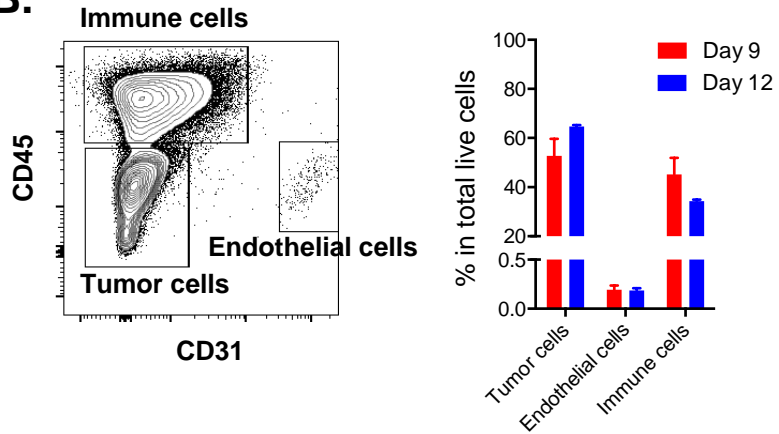 B.
Immune cells
CD45
Endothelial cells
Tumor cells
CD31
% in total live cells
100
80
60
40
20
0.5
0.0
Day 9
Day 12
Tumor cells
Endothelial cells
Immune cells